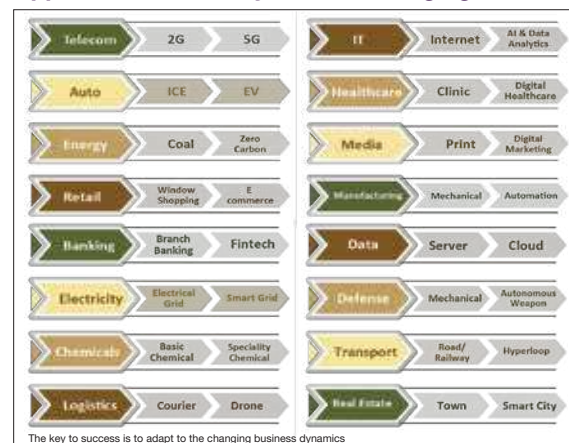 Telecom 2G 5G
Auto ICE EV
Energy Coal Zero Carbon
Retail Window Shopping E commerce
Banking Branch Banking Fintech
Electricity Electrical Grid Smart Grid
Chemicals Basic Chemical Speciality Chemical
Logistics Courier Drone
IT Internet AI & Data Analytics
Healthcare Clinic Digital Healthcare
Media Print Digital Marketing
Manufacturing Mechanical Automation
Data Server Cloud
Defense Mechanical Autonomous Weapon
Transport Road/ Railway Hyperloop
Real Estate Town Smart City
The key to success is to adapt to the changing business dynamics